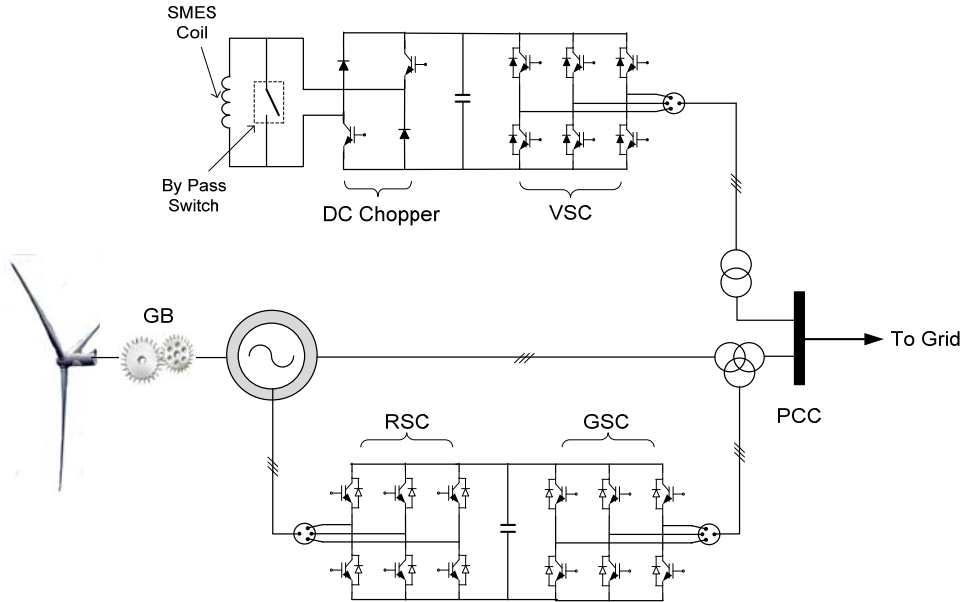 SMES
Coil
By Pass
Switch
DC Chopper
VSC
GB
To Grid
PCC
RSC
GSC